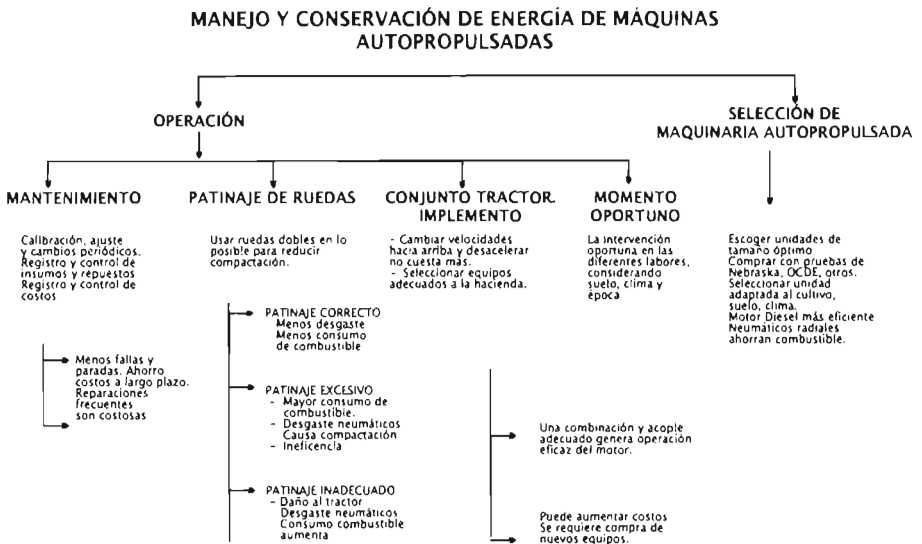 MANEJO Y CONSERVACIÓN DE ENERGÍA DE MÁQUINAS
AUTOPROPULSADAS
OPERACIÓN
SELECCIÓN DE
MAQUINARIA AUTOPROPULSADA
MANTENIMIENTO
Calibración, ajuste
y cambios periódicos.
Registro y control de
insumos y repuestos
Registro y control de
costos
Menos fallas y
paradas. Ahorro
costos a largo plazo.
Reparaciones
frecuentes
son costosas
PATINAJE DE RUEDAS
Usar ruedas dobles en lo
posible para reducir
compactación.
PATINAJE CORRECTO
Menos desgaste
Menos consumo
de combustible
PATINAJE EXCESIVO
- Mayor consumo de
combustible.
- Desgaste neumáticos
Causa compactación
- Ineficencia
PATINAJE INADECUADO
- Daño al tractor
Desgaste neumáticos
Consumo combustible
aumenta
CONJUNTO TRACTOR.
IMPLEMENTO
- Cambiar velocidades
hacia arriba y desacelerar
no cuesta más.
- Seleccionar equipos
adecuados a la hacienda.
Una combinación y acople
adecuado genera operación
eficaz del motor.
Puede aumentar costos
Se requiere compra de
nuevos equipos.
MOMENTO
OPORTUNO
La intervención
oportuna en las
diferentes labores,
considerando
suelo, clima y
época
Escoger unidades de
tamaño óptimo
Comprar con pruebas de
Nebraska, OCDE, otros.
Seleccionar unidad
adaptada al cultivo,
suelo, clima.
Motor Diesel más eficiente
Neumáticos radiales
ahorran combustible.